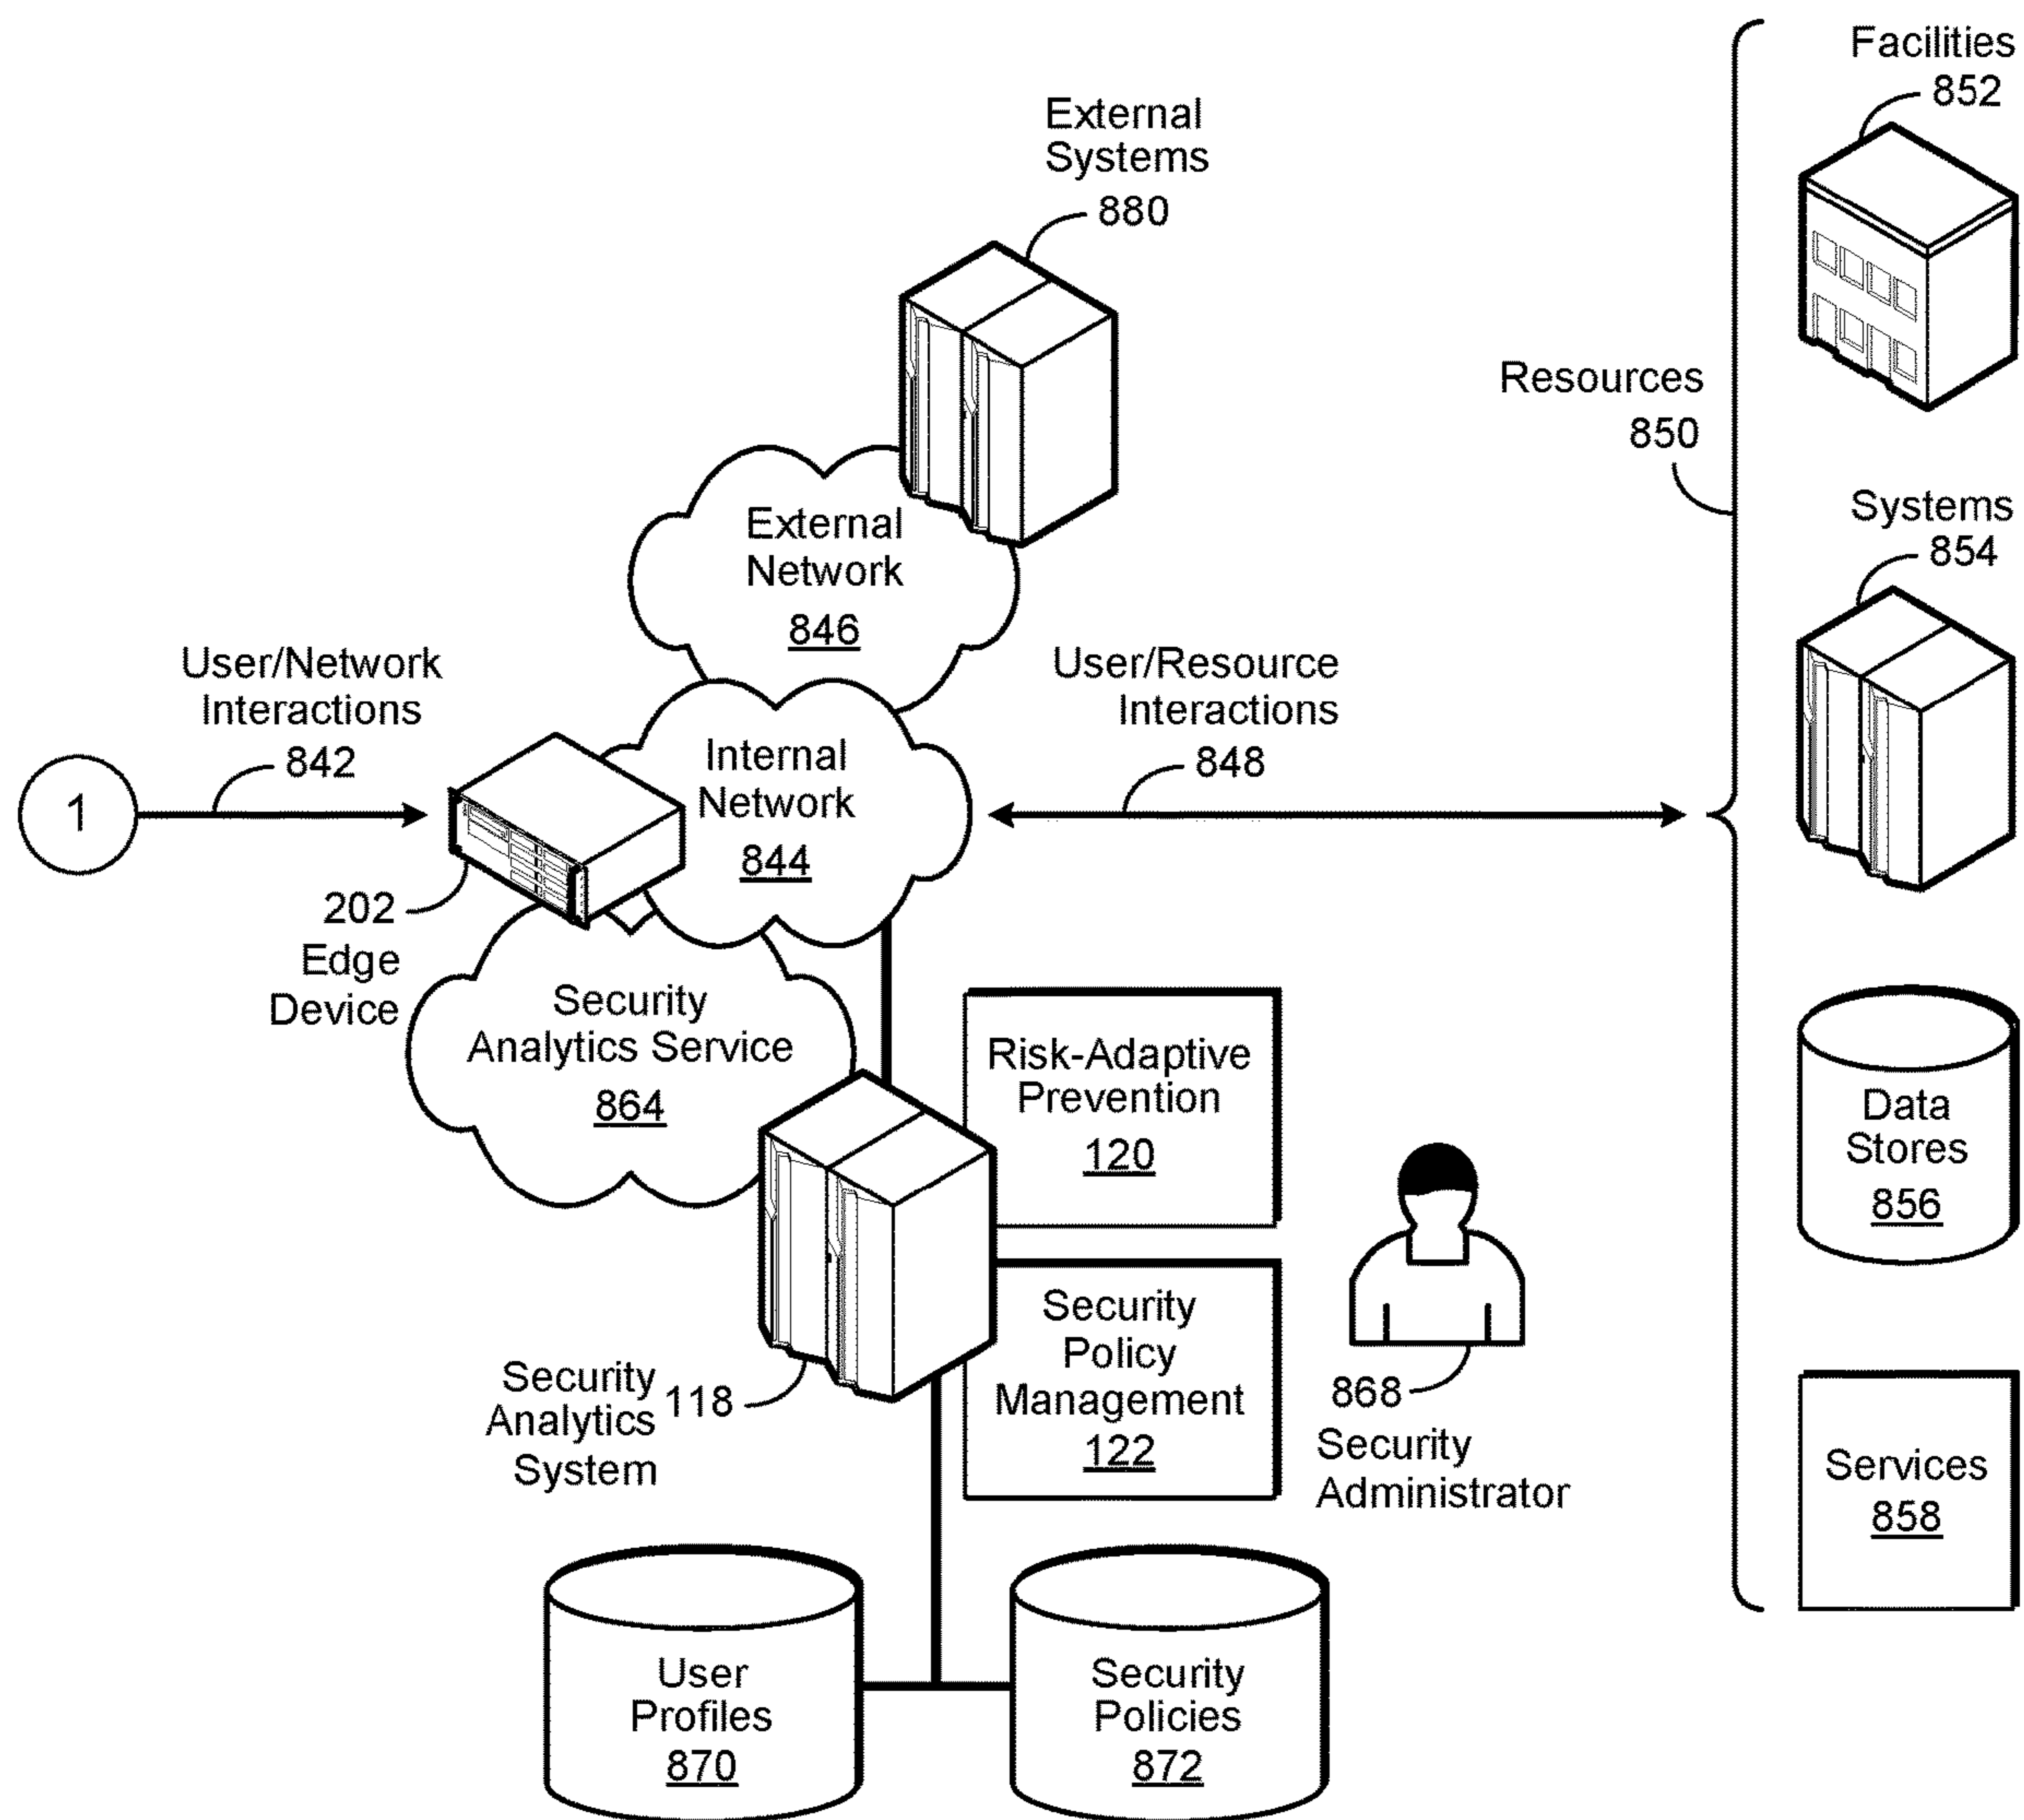 Facilities
852
External
Systems
880
Resources
850
Systems
854
External
Network
846
User/Network
Interactions
842
User/Resource
Interactions
848
1
Internal
Network
844
202
Edge
Device
Security
Analytics Service
864
Risk-Adaptive
Prevention
120
Data
Stores
856
Security
Analytics
System
118
Security
Policy
Management
122
868
Security
Administrator
Services
858
User
Profiles
870
Security
Policies
872